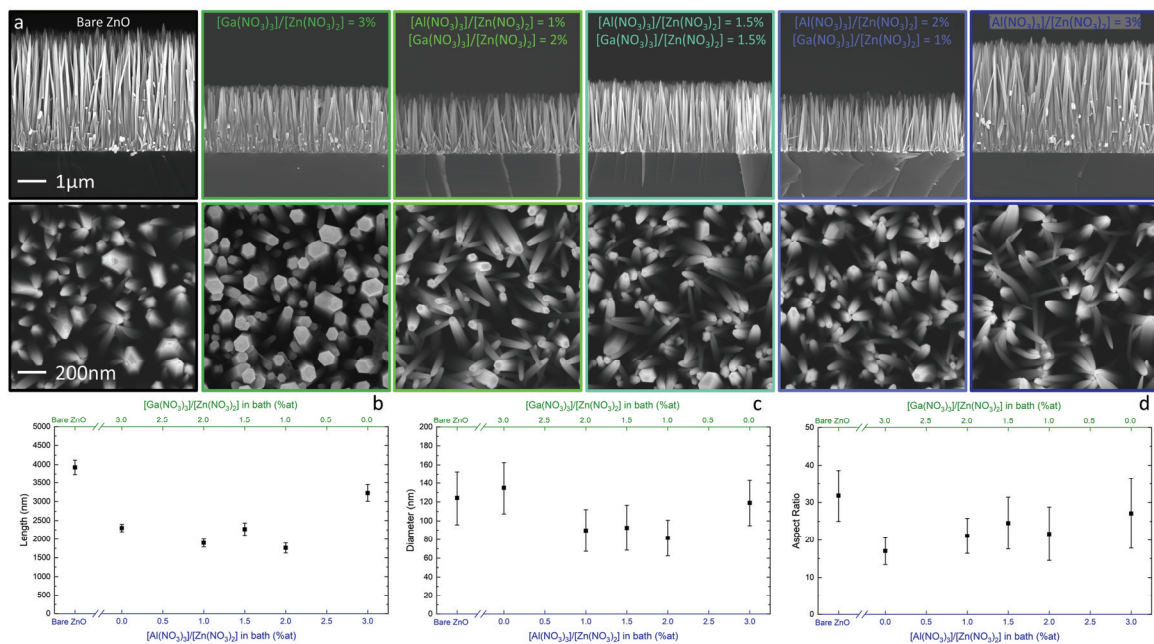 a
Bare ZnO
[Ga(NO₃)₃]/[Zn(NO₃)₂] = 3%
[Al(NO₃)₃]/[Zn(NO₃)₂] = 1%
[Ga(NO₃)₃]/[Zn(NO₃)₂] = 2%
[Al(NO₃)₃]/[Zn(NO₃)₂] = 1.5%
[Ga(NO₃)₃]/[Zn(NO₃)₂] = 1.5%
[Al(NO₃)₃]/[Zn(NO₃)₂] = 2%
[Ga(NO₃)₃]/[Zn(NO₃)₂] = 1%
[Al(NO₃)₃]/[Zn(NO₃)₂] = 3%
1µm
200nm
[Ga(NO₃)₃]/[Zn(NO₃)₂] in bath (%at)
b
Bare ZnO 3.0 2.5 2.0 1.5 1.0 0.5 0.0
5000
4500
4000
3500
3000
2500
2000
1500
1000
500
0
Length (nm)
Bare ZnO 0.0 0.5 1.0 1.5 2.0 2.5 3.0
[Al(NO₃)₃]/[Zn(NO₃)₂] in bath (%at)
[Ga(NO₃)₃]/[Zn(NO₃)₂] in bath (%at)
c
Bare ZnO 3.0 2.5 2.0 1.5 1.0 0.5 0.0
200
180
160
140
120
100
80
60
40
20
0
Diameter (nm)
Bare ZnO 0.0 0.5 1.0 1.5 2.0 2.5 3.0
[Al(NO₃)₃]/[Zn(NO₃)₂] in bath (%at)
[Ga(NO₃)₃]/[Zn(NO₃)₂] in bath (%at)
d
Bare ZnO 3.0 2.5 2.0 1.5 1.0 0.5 0.0
50
40
30
20
10
0
Aspect Ratio
Bare ZnO 0.0 0.5 1.0 1.5 2.0 2.5 3.0
[Al(NO₃)₃]/[Zn(NO₃)₂] in bath (%at)